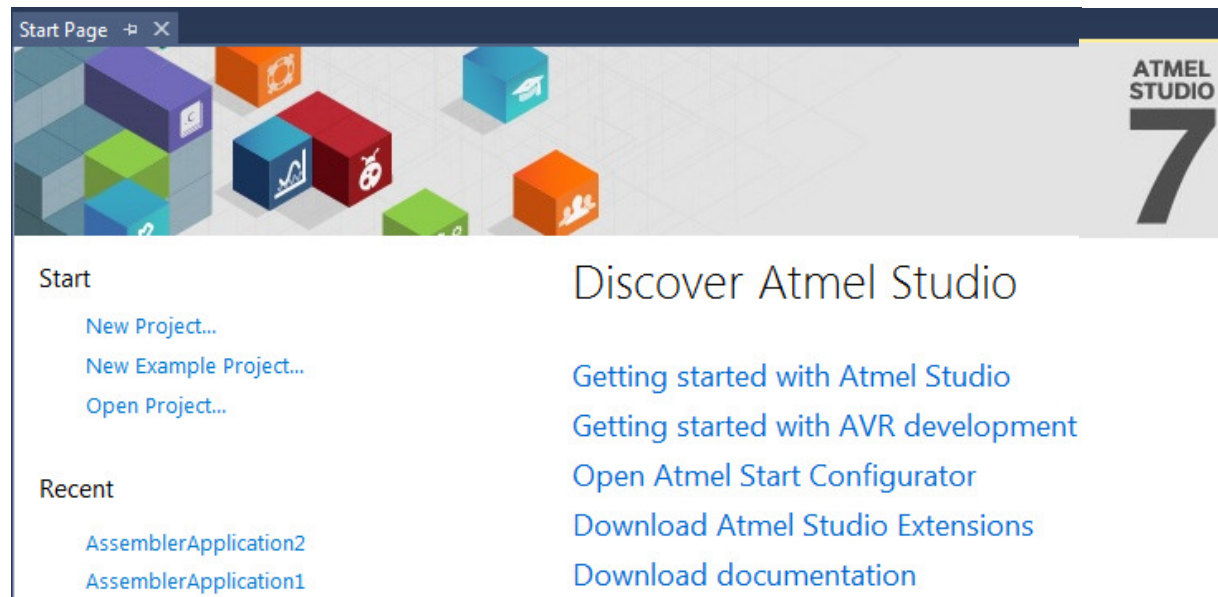 Start Page
ATMEL
STUDIO
7
.C
Start
New Project...
New Example Project...
Open Project...
Recent
AssemblerApplication2
AssemblerApplication1
Discover Atmel Studio
Getting started with Atmel Studio
Getting started with AVR development
Open Atmel Start Configurator
Download Atmel Studio Extensions
Download documentation